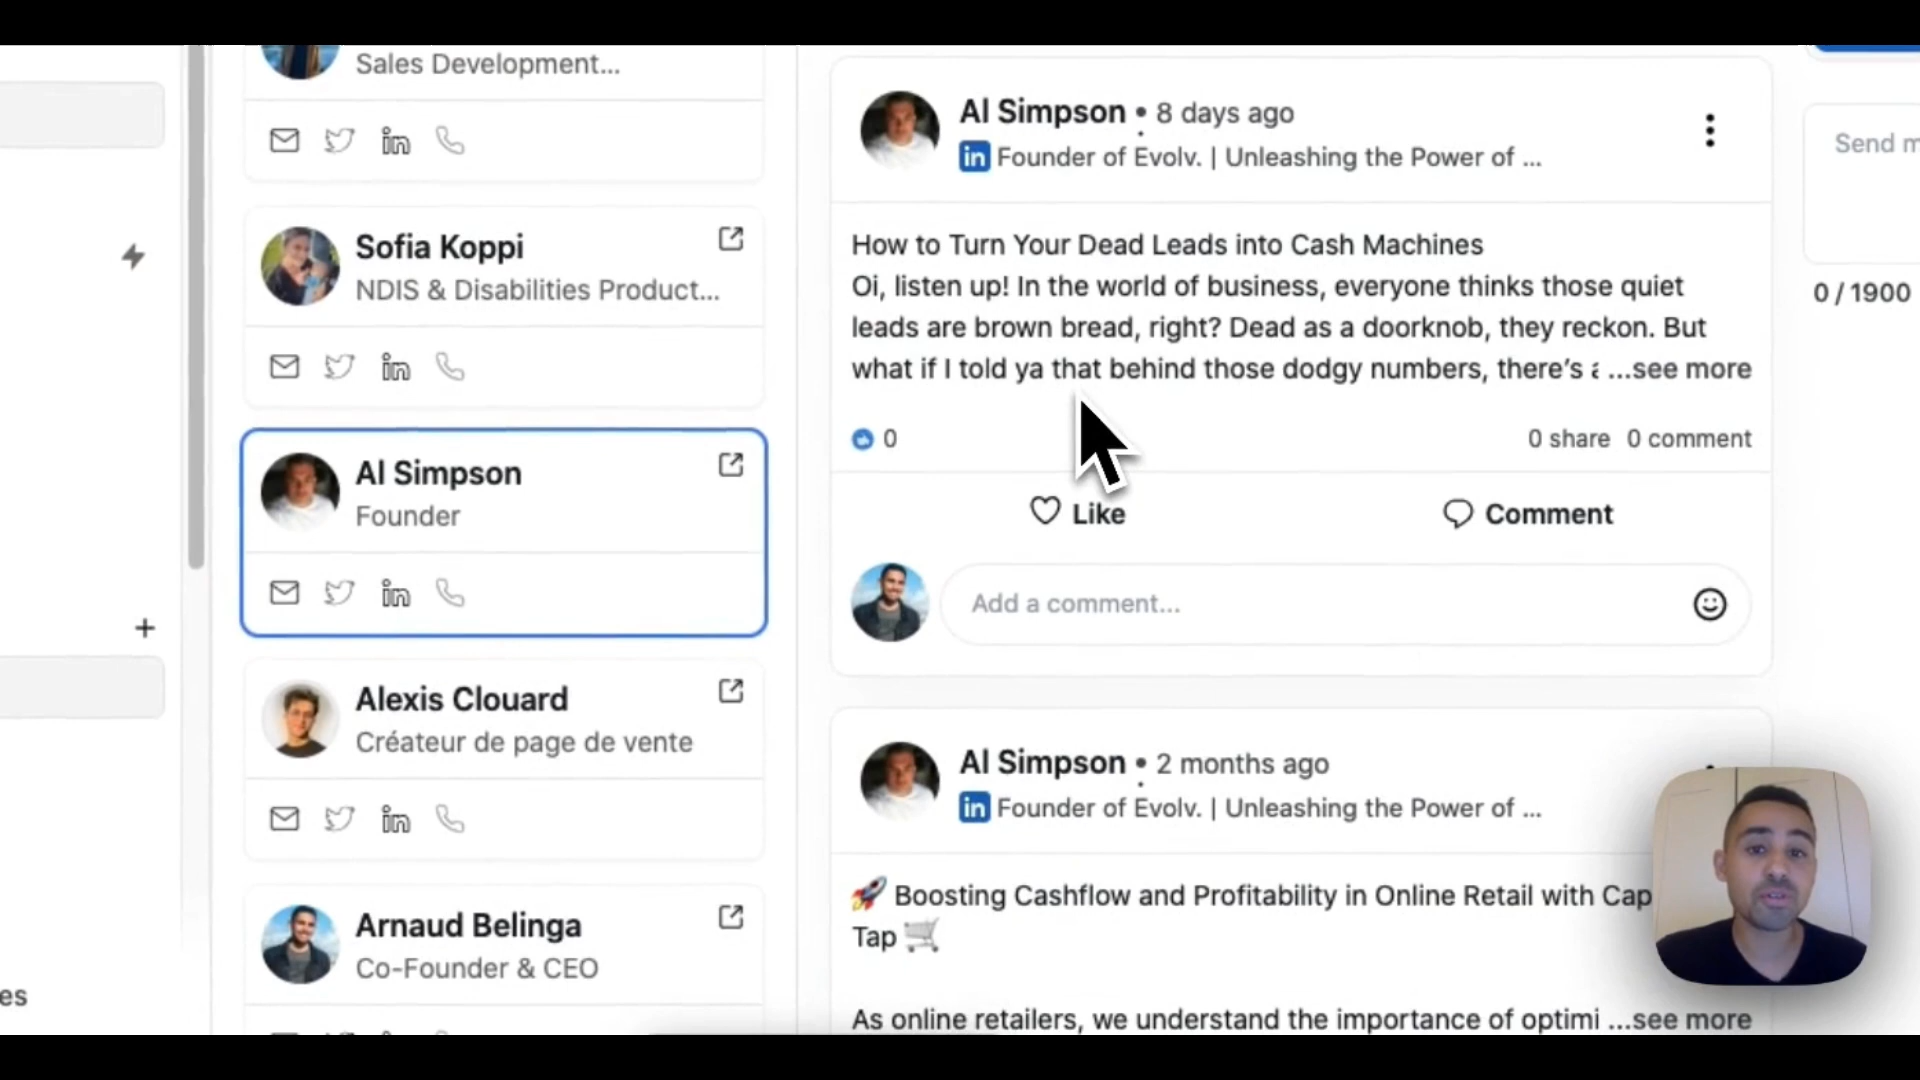 Sales Development...
Sofia Koppi
NDIS & Disabilities Product...
Al Simpson
Founder
Alexis Clouard
Créateur de page de vente
Arnaud Belinga
Co-Founder & CEO
es
Al Simpson • 8 days ago
in Founder of Evolv. | Unleashing the Power of ...
How to Turn Your Dead Leads into Cash Machines
Oi, listen up! In the world of business, everyone thinks those quiet
leads are brown bread, right? Dead as a doorknob, they reckon. But
what if I told ya that behind those dodgy numbers, there's ...see more
0
0 share 0 comment
Like
Comment
Add a comment...
Al Simpson • 2 months ago
in Founder of Evolv. | Unleashing the Power of ...
🚀 Boosting Cashflow and Profitability in Online Retail with Cap
Tap 🛒
As online retailers, we understand the importance of optimi ...see more
Send m
0 / 1900